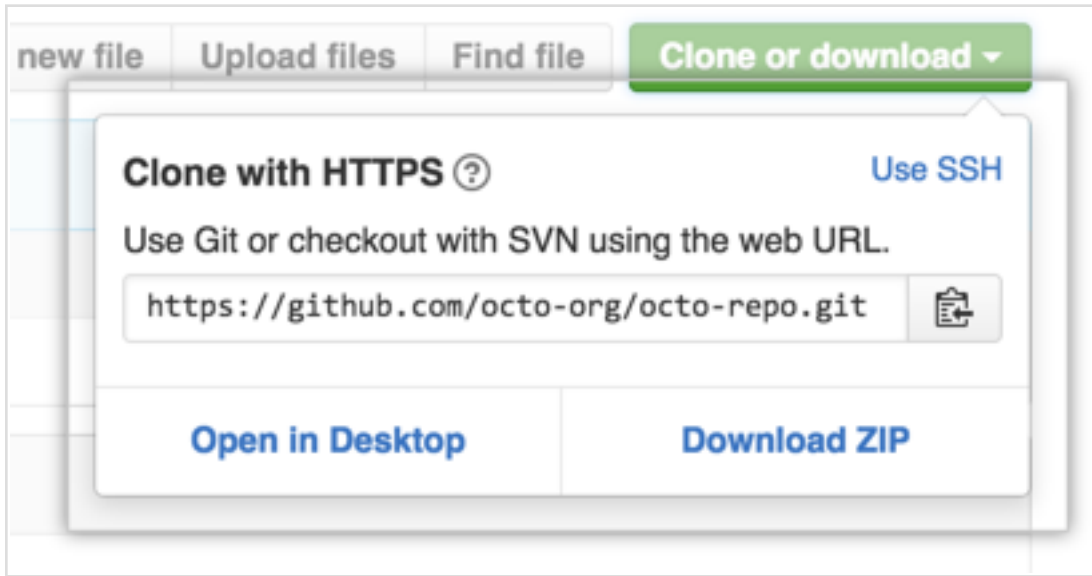 new file Upload files Find file Clone or download
Clone with HTTPS ? Use SSH
Use Git or checkout with SVN using the web URL.
https://github.com/octo-org/octo-repo.git
Open in Desktop Download ZIP